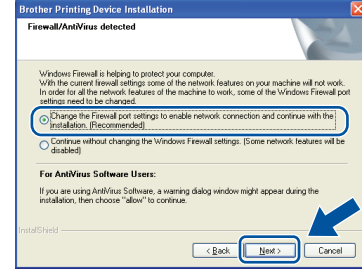 Brother Printing Device Installation
Firewall/AntiVirus detected
Windows Firewall is helping to protect your computer.
With the current firewall settings some of the network features on your machine will not work.
In order for all the network features of the machine to work, some of the Windows Firewall port
settings need to be changed.
Change the Firewall port settings to enable network connection and continue with the
installation. (Recommended)
Continue without changing the Windows Firewall settings. (Some network features will be
disabled)
For AntiVirus Software Users:
If you are using AntiVirus Software, a warning dialog window might appear during the
installation, then choose "allow" to continue.
InstallShield
< Back
Next >
Cancel